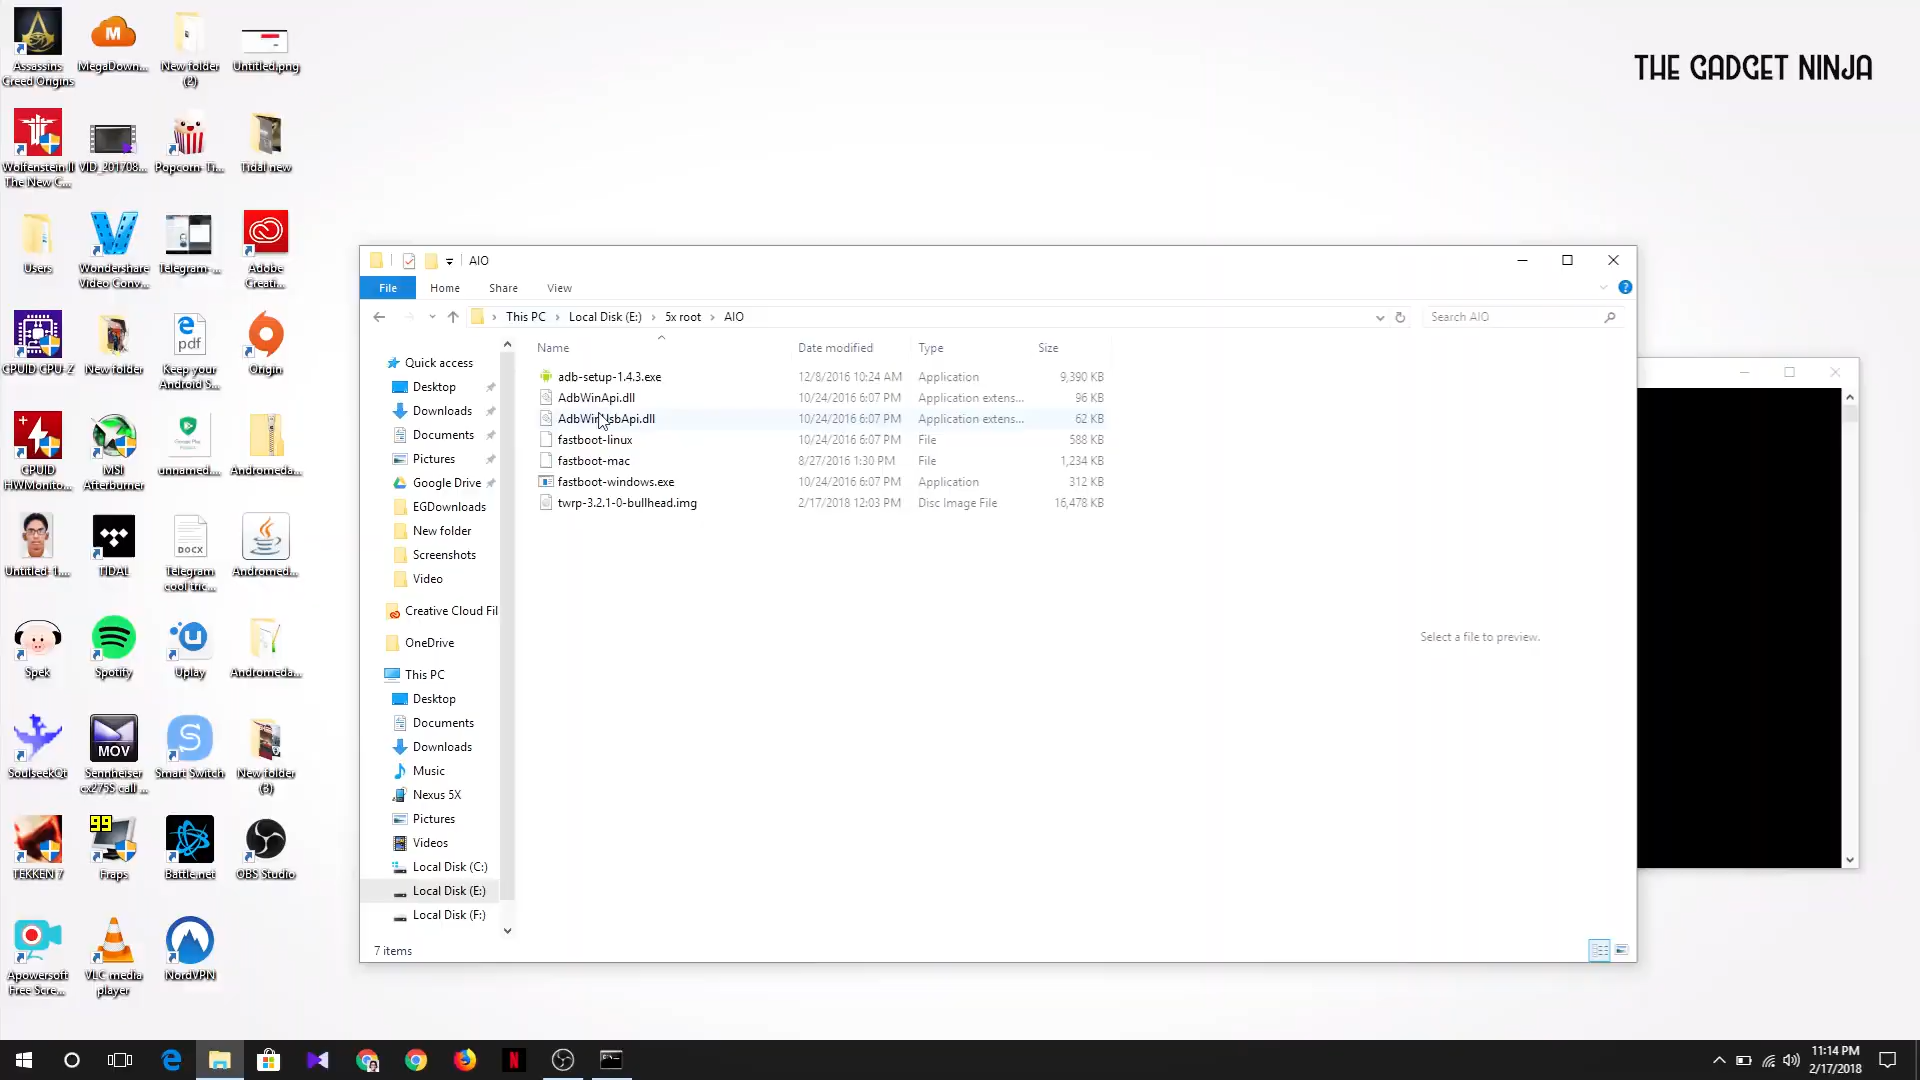 Assassins
Creed Origins
MegaDown...
New folder
(2)
Untitled.png
THE GADGET NINJA
Wolfenstein II
The New C...
VID_201708...
Popcorn-Ti...
Tidal new
Users
Wondershare
Video Conv...
Telegram-...
Adobe
Creati...
CPUID CPU-Z
New folder
Keep your
Android S...
Origin
CPUID
HWMonito...
MSI
Afterburner
unnamed....
Andromeda...
Untitled-1....
TIDAL
Telegram
cool tric...
Andromed...
Spek
Spotify
Uplay
Andromeda...
SoulseekQt
MOV
Sennheiser
cx275S call ...
Smart Switch
New folder
(3)
99
TEKKEN 7
Fraps
Battle.net
OBS Studio
Apowersoft
Free Scre...
VLC media
player
NordVPN
pdf
DOCX
AIO
File
Home
Share
View
This PC
Local Disk (E:)
5x root
AIO
Search AIO
Quick access
Desktop
Downloads
Documents
Pictures
Google Drive
EGDownloads
New folder
Screenshots
Video
Creative Cloud Fil
OneDrive
This PC
Desktop
Documents
Downloads
Music
Nexus 5X
Pictures
Videos
Local Disk (C:)
Local Disk (E:)
Local Disk (F:)
Name Date modified Type Size
adb-setup-1.4.3.exe 12/8/2016 10:24 AM Application 9,390 KB
AdbWinApi.dll 10/24/2016 6:07 PM Application extens... 96 KB
AdbWinUsbApi.dll 10/24/2016 6:07 PM Application extens... 62 KB
fastboot-linux 10/24/2016 6:07 PM File 588 KB
fastboot-mac 8/27/2016 1:30 PM File 1,234 KB
fastboot-windows.exe 10/24/2016 6:07 PM Application 312 KB
twrp-3.2.1-0-bullhead.img 2/17/2018 12:03 PM Disc Image File 16,478 KB
Select a file to preview.
7 items
11:14 PM
2/17/2018